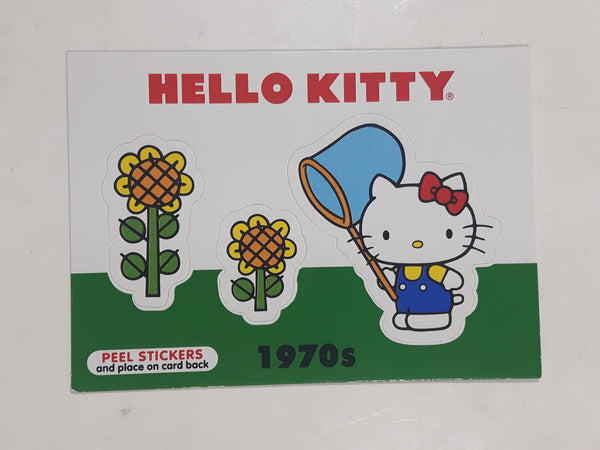 HELLO KITTY®
PEEL STICKERS
and place on card back
1970s